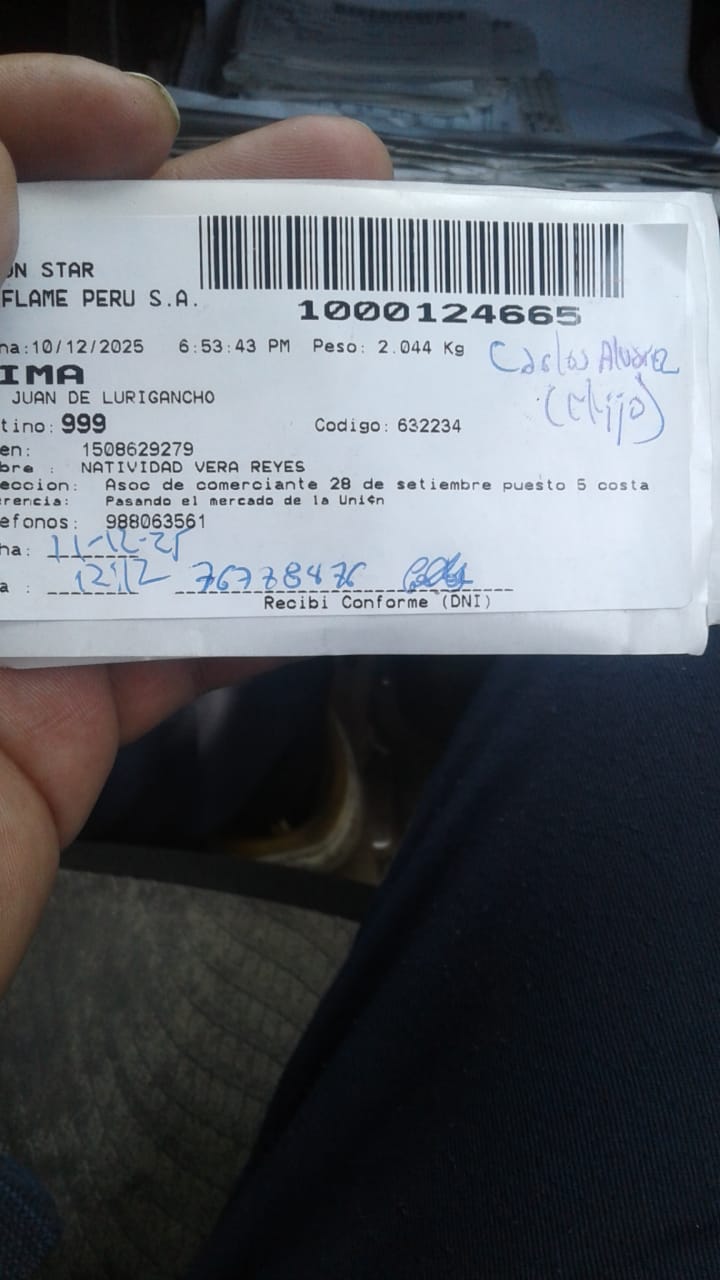 ON STAR
FLAME PERU S.A.
1000124665
ha:10/12/2025 6:53:43 PM Peso: 2.044 Kg
Carlos Alvarez
(Hijo)
IMA
JUAN DE LURIGANCHO
tino: 999 Codigo: 632234
en: 1508629279
bre : NATIVIDAD VERA REYES
eccion: Asoc de comerciante 28 de setiembre puesto 5 costa
erencia: Pasando el mercado de la Uni¢n
efonos: 988063561
ha: 11-12-25
a : 12:12 76778476
Recibi Conforme (DNI)